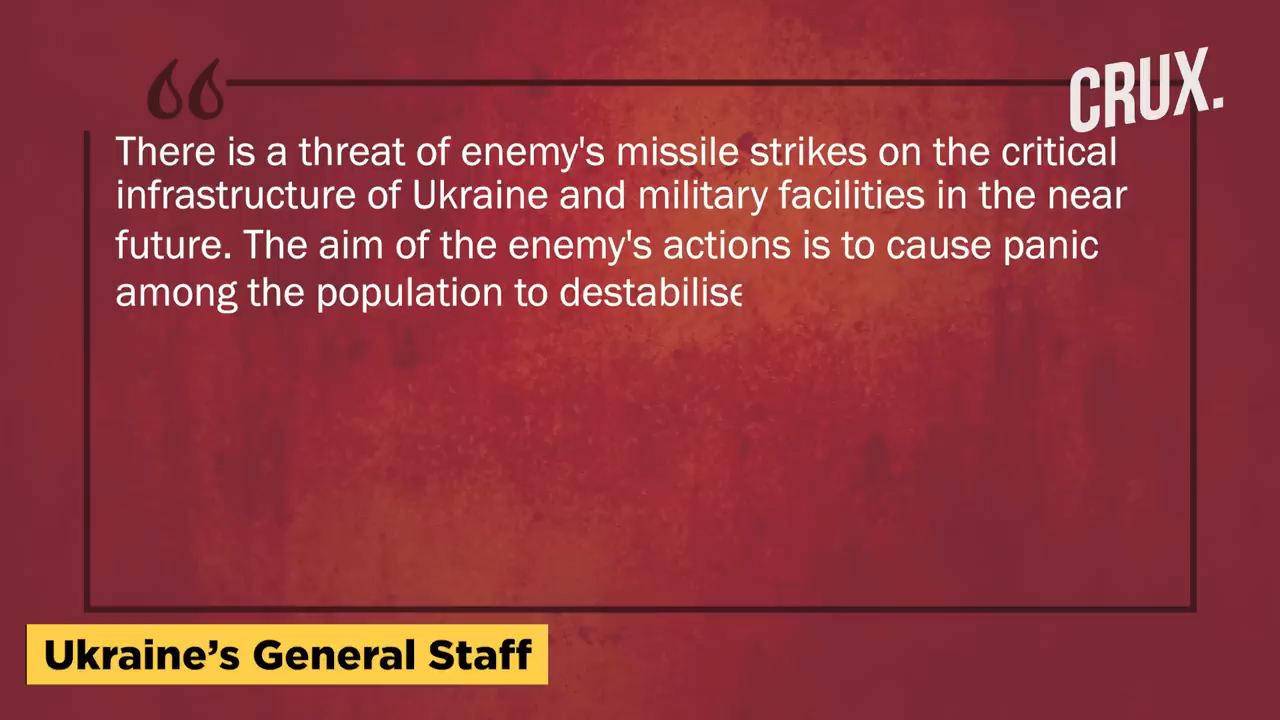 CRUX.
There is a threat of enemy's missile strikes on the critical
infrastructure of Ukraine and military facilities in the near
future. The aim of the enemy's actions is to cause panic
among the population to destabilise
Ukraine’s General Staff